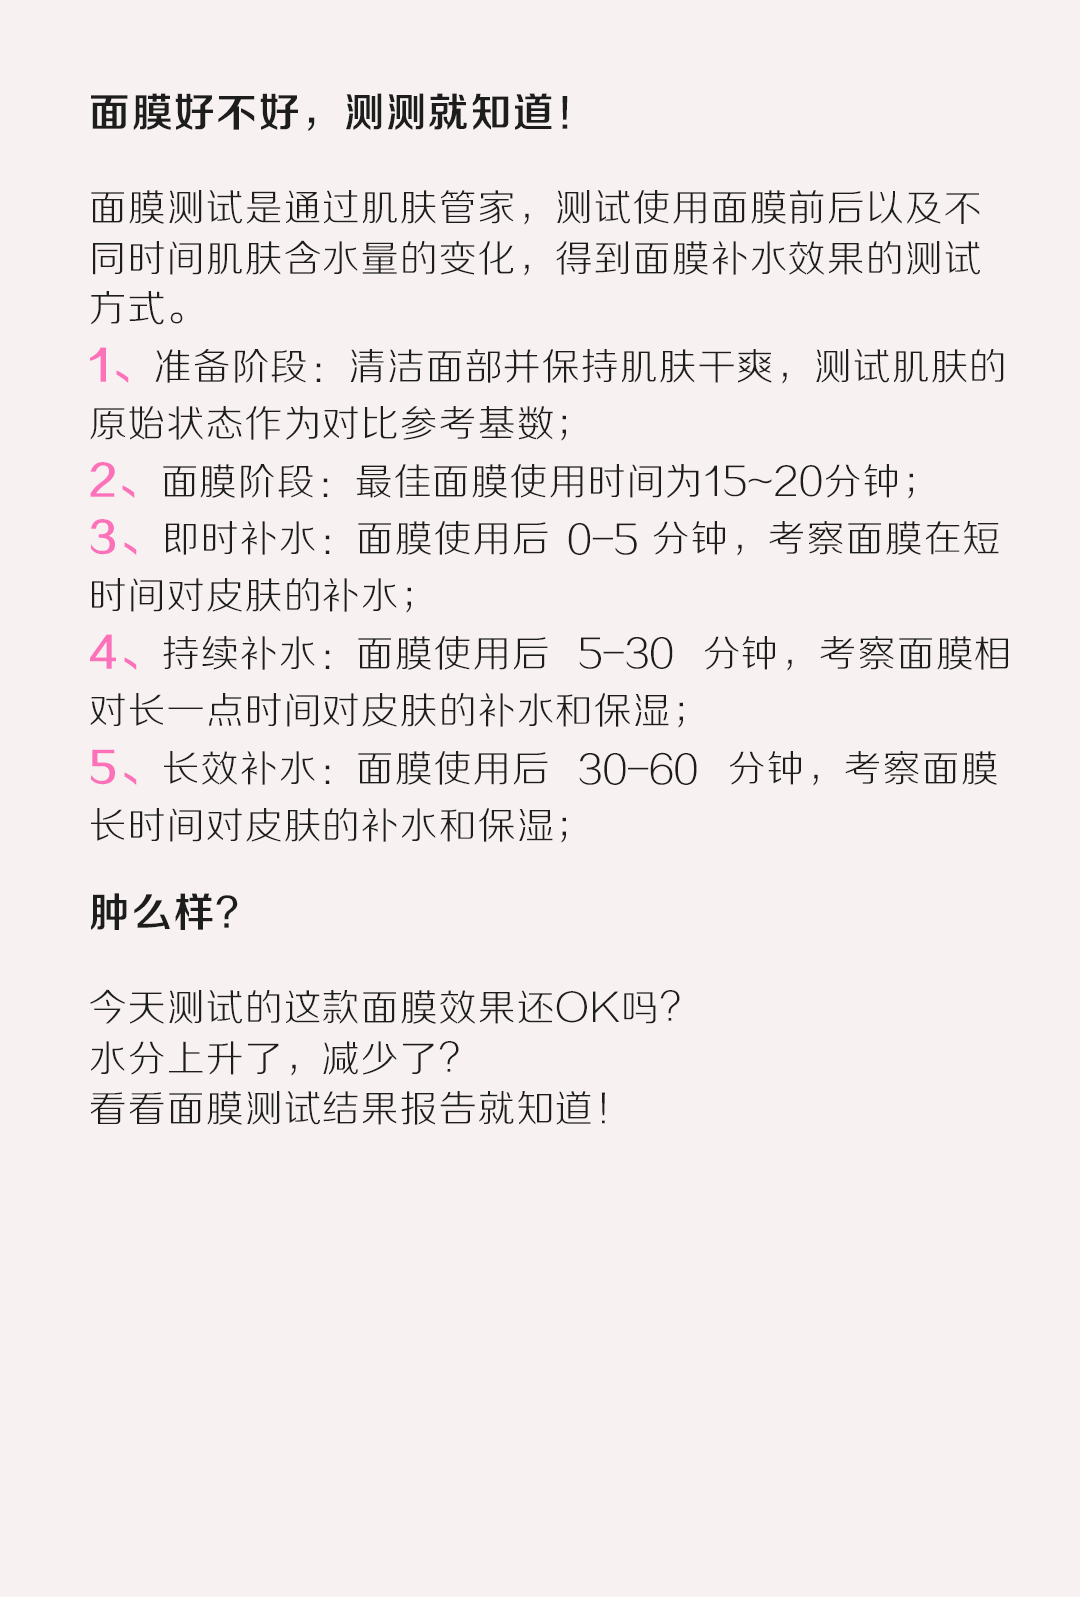 面膜好不好，测测就知道！
面膜测试是通过肌肤管家，测试使用面膜前后以及不
同时间肌肤含水量的变化，得到面膜补水效果的测试
方式。
1、准备阶段：清洁面部并保持肌肤干爽，测试肌肤的
原始状态作为对比参考基数；
2、面膜阶段：最佳面膜使用时间为15~20分钟；
3、即时补水：面膜使用后 0-5 分钟，考察面膜在短
时间对皮肤的补水；
4、持续补水：面膜使用后 5-30 分钟，考察面膜相
对长一点时间对皮肤的补水和保湿；
5、长效补水：面膜使用后 30-60 分钟，考察面膜
长时间对皮肤的补水和保湿；
肿么样？
今天测试的这款面膜效果还OK吗？
水分上升了，减少了？
看看面膜测试结果报告就知道！